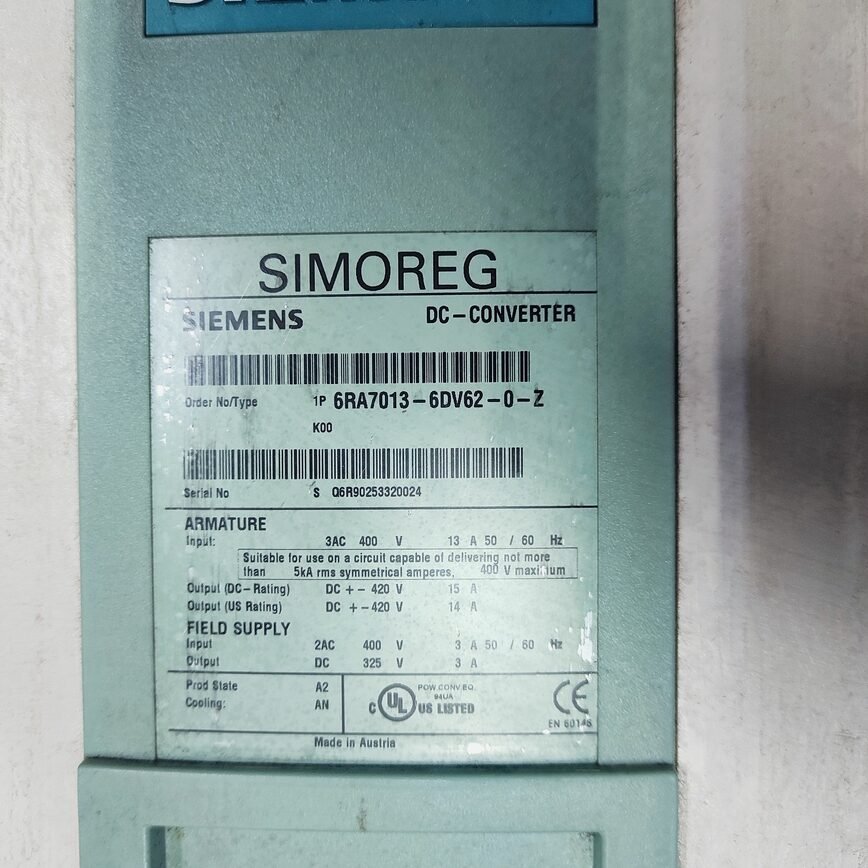 SIMOREG
SIEMENS DC-CONVERTER
Order No/Type 1P 6RA7013-6DV62-0-Z
K00
Serial No S Q6R90253320024
ARMATURE
Input: 3AC 400 V 13 A 50 / 60 Hz
Suitable for use on a circuit capable of delivering not more
than 5kA rms symmetrical amperes, 400 V maximum
Output (DC-Rating) DC +- 420 V 15 A
Output (US Rating) DC +-420 V 14 A
FIELD SUPPLY
Input 2AC 400 V 3 A 50 / 60 Hz
Output DC 325 V 3 A
Prod State A2
Cooling: AN
POW.CONV.EQ.
94UA
C UL US LISTED
CE
EN 60146
Made in Austria